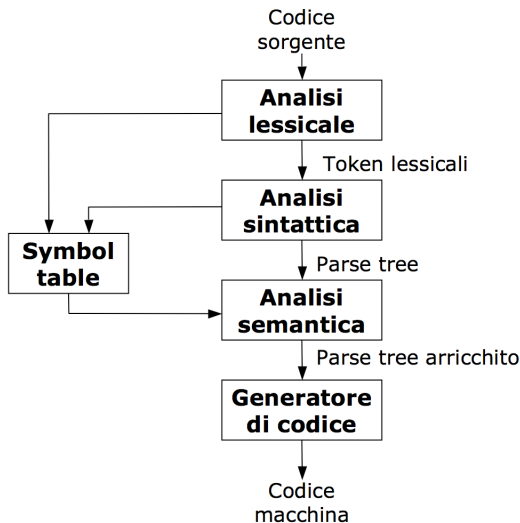 Codice
sorgente
Analisi
lessicale
Token lessicali
Analisi
sintattica
Symbol
table
Parse tree
Analisi
semantica
Parse tree arricchito
Generatore
di codice
Codice
macchina